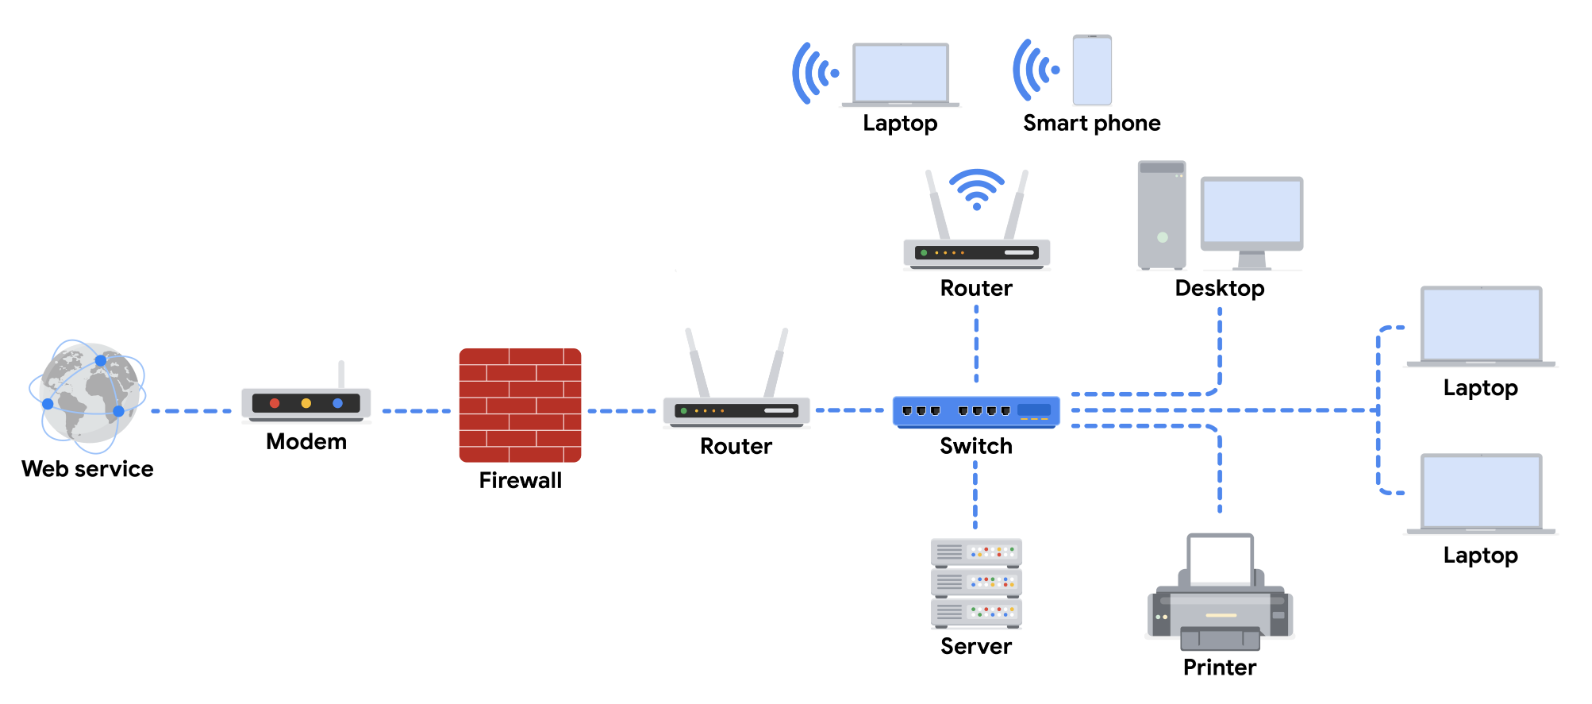 Laptop
Smart phone
Router
Desktop
Laptop
Web service
Modem
Firewall
Router
Switch
Laptop
Server
Printer